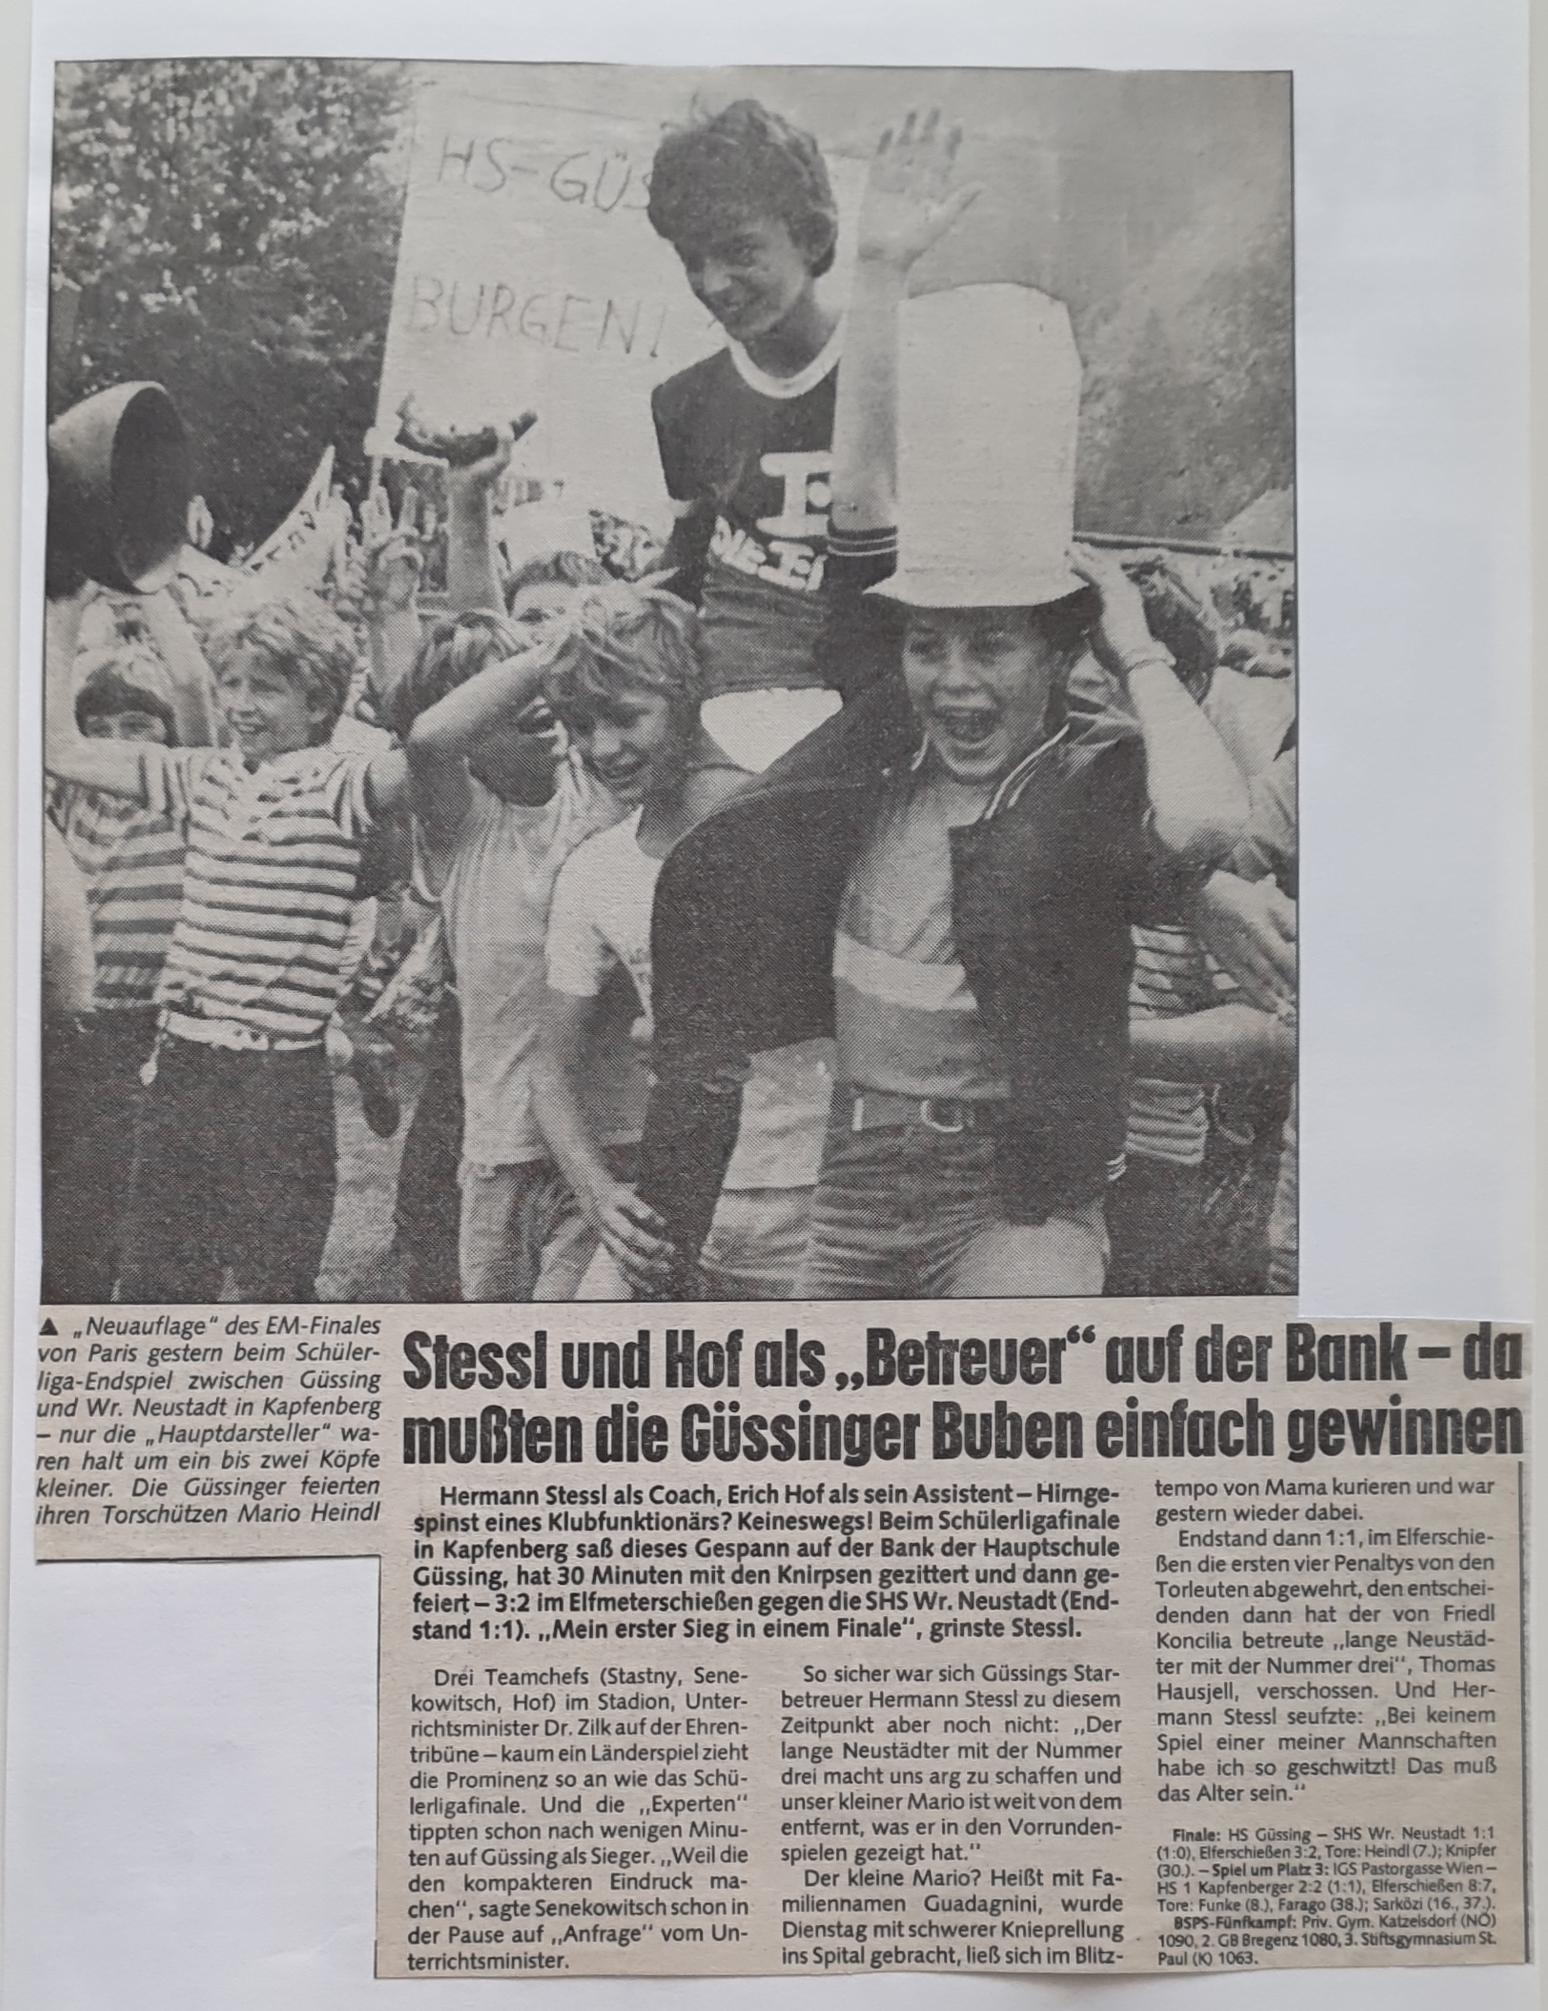 HS-GÜS
BURGENL
▲ „Neuauflage" des EM-Finales
von Paris gestern beim Schüler-
liga-Endspiel zwischen Güssing
und Wr. Neustadt in Kapfenberg
– nur die „Hauptdarsteller" wa-
ren halt um ein bis zwei Köpfe
kleiner. Die Güssinger feierten
ihren Torschützen Mario Heindl
Stessl und Hof als „Betreuer“ auf der Bank – da
mußten die Güssinger Buben einfach gewinnen
Hermann Stessl als Coach, Erich Hof als sein Assistent – Hirnge-
spinst eines Klubfunktionärs? Keineswegs! Beim Schülerligafinale
in Kapfenberg saß dieses Gespann auf der Bank der Hauptschule
Güssing, hat 30 Minuten mit den Knirpsen gezittert und dann ge-
feiert – 3:2 im Elfmeterschießen gegen die SHS Wr. Neustadt (End-
stand 1:1). „Mein erster Sieg in einem Finale“, grinste Stessl.
Drei Teamchefs (Stastny, Sene-
kowitsch, Hof) im Stadion, Unter-
richtsminister Dr. Zilk auf der Ehren-
tribüne – kaum ein Länderspiel zieht
die Prominenz so an wie das Schü-
lerligafinale. Und die „Experten“
tippten schon nach wenigen Minu-
ten auf Güssing als Sieger. „Weil die
den kompakteren Eindruck ma-
chen“, sagte Senekowitsch schon in
der Pause auf „Anfrage“ vom Un-
terrichtsminister.
So sicher war sich Güssings Star-
betreuer Hermann Stessl zu diesem
Zeitpunkt aber noch nicht: „Der
lange Neustädter mit der Nummer
drei macht uns arg zu schaffen und
unser kleiner Mario ist weit von dem
entfernt, was er in den Vorrunden-
spielen gezeigt hat.“
Der kleine Mario? Heißt mit Fa-
miliennamen Guadagnini, wurde
Dienstag mit schwerer Knieprellung
ins Spital gebracht, ließ sich im Blitz-
tempo von Mama kurieren und war
gestern wieder dabei.
Endstand dann 1:1, im Elferschie-
ßen die ersten vier Penaltys von den
Torleuten abgewehrt, den entschei-
denden dann hat der von Friedl
Koncilia betreute „lange Neustäd-
ter mit der Nummer drei“, Thomas
Hausjell, verschossen. Und Her-
mann Stessl seufzte: „Bei keinem
Spiel einer meiner Mannschaften
habe ich so geschwitzt! Das muß
das Alter sein.“
Finale: HS Güssing – SHS Wr. Neustadt 1:1
(1:0), Elferschießen 3:2, Tore: Heindl (7.); Knipfer
(30.). – Spiel um Platz 3: IGS Pastorgasse Wien –
HS 1 Kapfenberger 2:2 (1:1), Elferschießen 8:7,
Tore: Funke (8.), Farago (38.); Sarközi (16., 37.).
BSPS-Fünfkampf: Priv. Gym. Katzelsdorf (NÖ)
1090, 2. GB Bregenz 1080, 3. Stiftsgymnasium St.
Paul (K) 1063.